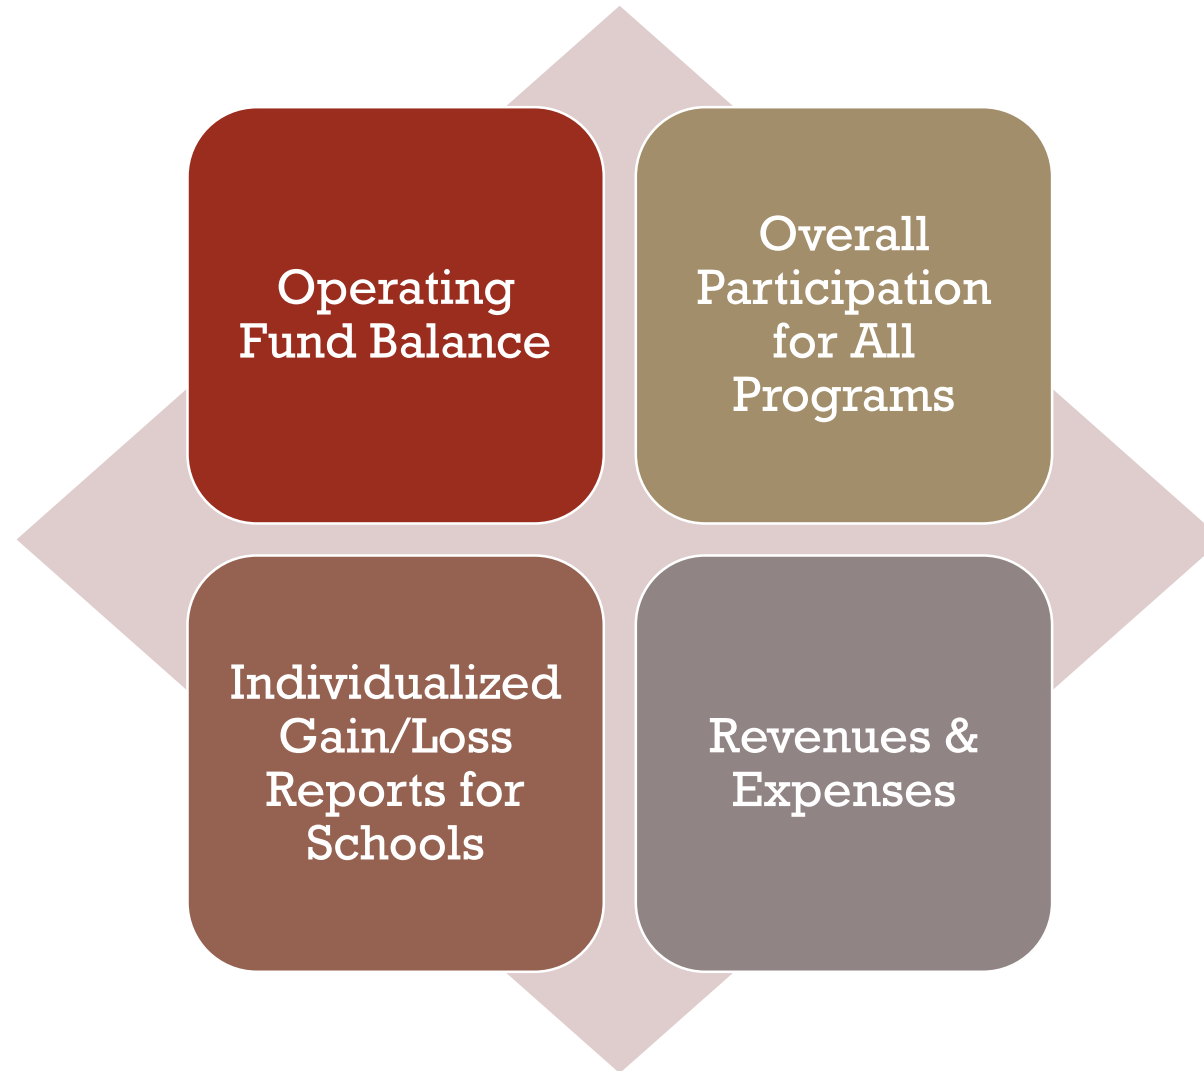 Operating
Fund Balance
Overall
Participation
for All
Programs
Individualized
Gain/Loss
Reports for
Schools
Revenues &
Expenses